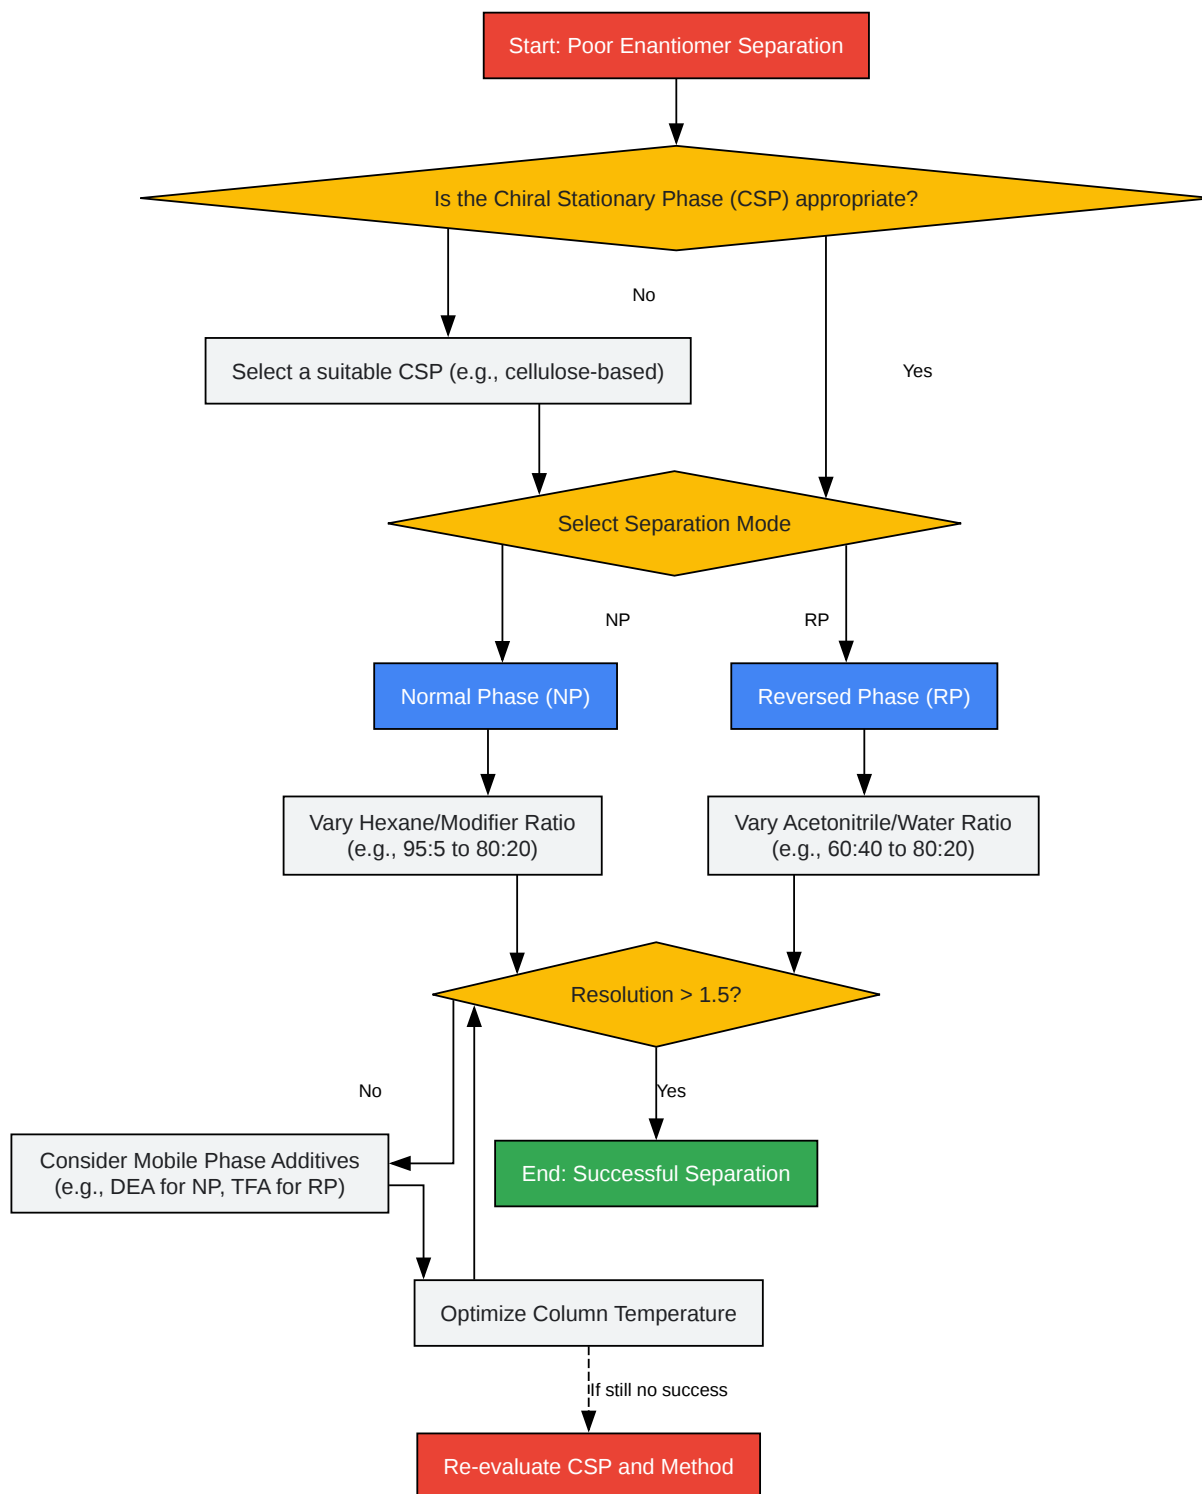 Start: Poor Enantiomer Separation
Is the Chiral Stationary Phase (CSP) appropriate?
No
Select a suitable CSP (e.g., cellulose-based)
Yes
Select Separation Mode
NP
RP
Normal Phase (NP)
Reversed Phase (RP)
Vary Hexane/Modifier Ratio
(e.g., 95:5 to 80:20)
Vary Acetonitrile/Water Ratio
(e.g., 60:40 to 80:20)
Resolution > 1.5?
No
Yes
Consider Mobile Phase Additives
(e.g., DEA for NP, TFA for RP)
End: Successful Separation
Optimize Column Temperature
If still no success
Re-evaluate CSP and Method